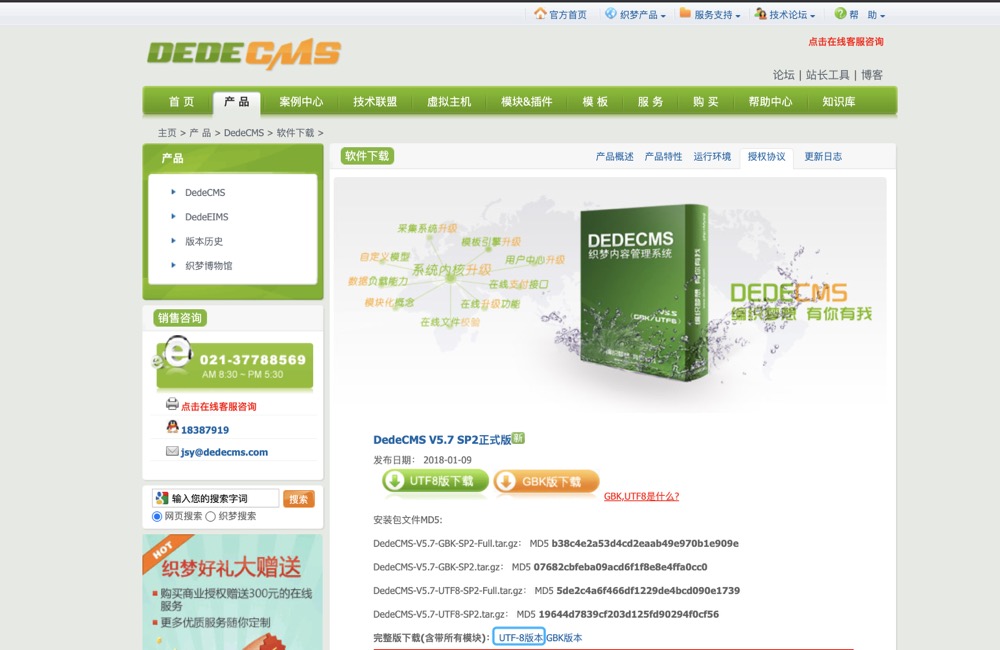 官方首页 织梦产品 服务支持 技术论坛 帮 助
点击在线客服咨询
DEDECMS
论坛 | 站长工具 | 博客
首 页 产 品 案例中心 技术联盟 虚拟主机 模块&插件 模 板 服 务 购 买 帮助中心 知识库
主页 > 产 品 > DedeCMS > 软件下载 >
产品
DedeCMS
DedeEIMS
版本历史
织梦博物馆
销售咨询
021-37788569
AM 8:30 ~ PM 5:30
点击在线客服咨询
18387919
jsy@dedecms.com
输入您的搜索字词 搜索
网页搜索 织梦搜索
HOT
织梦好礼大赠送
购买商业授权赠送300元的在线
服务
更多优质服务随你定制
软件下载 产品概述 产品特性 运行环境 授权协议 更新日志
采集系统升级
模板引擎升级
自定义模型
用户中心升级
系统内核升级
数据负载能力
在线支付接口
模块化概念
在线升级功能
在线文件校验
DEDECMS
织梦内容管理系统
V5.5
(GBK/UTF8)
DEDECMS
编织梦想 有你有我
DedeCMS V5.7 SP2正式版 新
发布日期： 2018-01-09
UTF8版下载 GBK版下载 GBK,UTF8是什么?
安装包文件MD5:
DedeCMS-V5.7-GBK-SP2-Full.tar.gz： MD5 b38c4e2a53d4cd2eaab49e970b1e909e
DedeCMS-V5.7-GBK-SP2.tar.gz： MD5 07682cbfeba09acd6f1f8e8e4ffa0cc0
DedeCMS-V5.7-UTF8-SP2-Full.tar.gz： MD5 5de2c4a6f466df1229de4bcd090e1739
DedeCMS-V5.7-UTF8-SP2.tar.gz： MD5 19644d7839cf203d125fd90294f0cf56
完整版下载(含带所有模块)： UTF-8版本 GBK版本